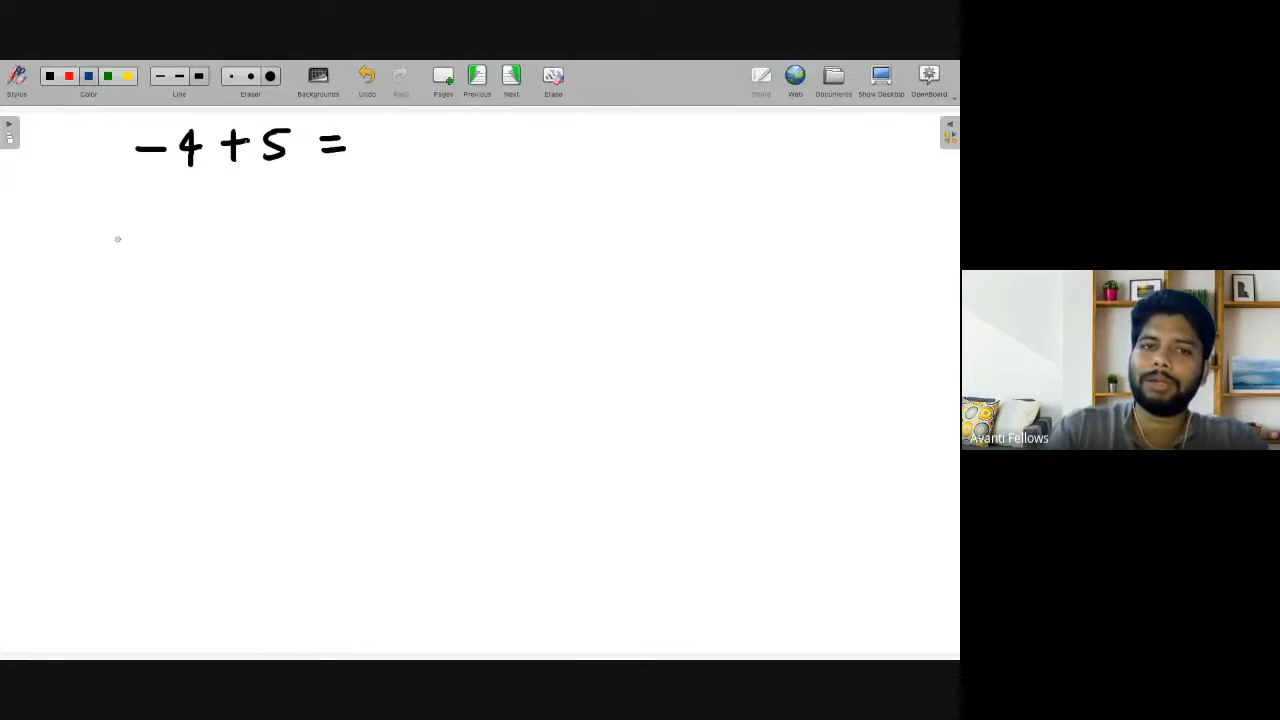 Stylus Color Line Eraser Backgrounds Undo Redo Pages Previous Next Erase Board Web Documents Show Desktop OpenBoard
- 4 + 5 =
Avanti Fellows